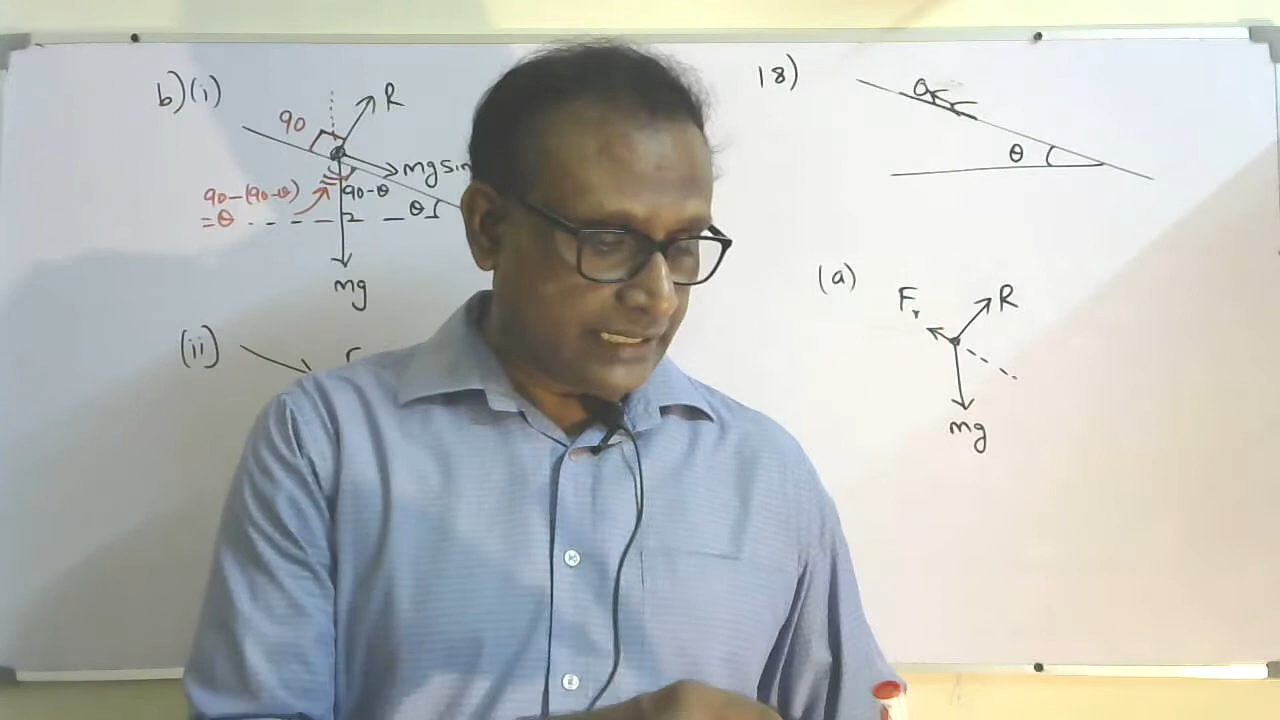 b)(i)
R
90
mg sin
90-(90-θ)
=θ
90-θ
θ
mg
(ii)
18)
θ
(a)
Fr
R
mg